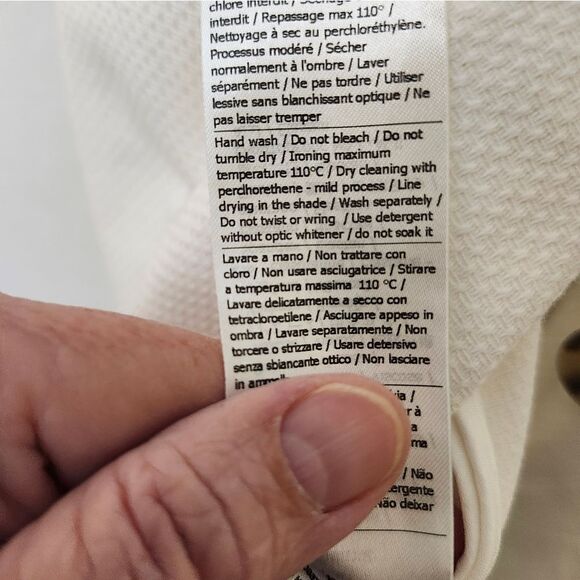 chlore interdit / Séchage
interdit / Repassage max 110° /
Nettoyage à sec au perchloréthylène.
Processus modéré / Sécher
normalement à l'ombre / Laver
séparément / Ne pas tordre / Utiliser
lessive sans blanchissant optique / Ne
pas laisser tremper
Hand wash / Do not bleach / Do not
tumble dry / Ironing maximum
temperature 110°C / Dry cleaning with
perclhorethene - mild process / Line
drying in the shade / Wash separately /
Do not twist or wring / Use detergent
without optic whitener / do not soak it
Lavare a mano / Non trattare con
cloro / Non usare asciugatrice / Stirare
a temperatura massima 110 °C /
Lavare delicatamente a secco con
tetracloroetilene / Asciugare appeso in
ombra / Lavare separatamente / Non
torcere o strizzare / Usare detersivo
senza sbiancante ottico / Non lasciare
in
/
à
a
/ Não
deixar